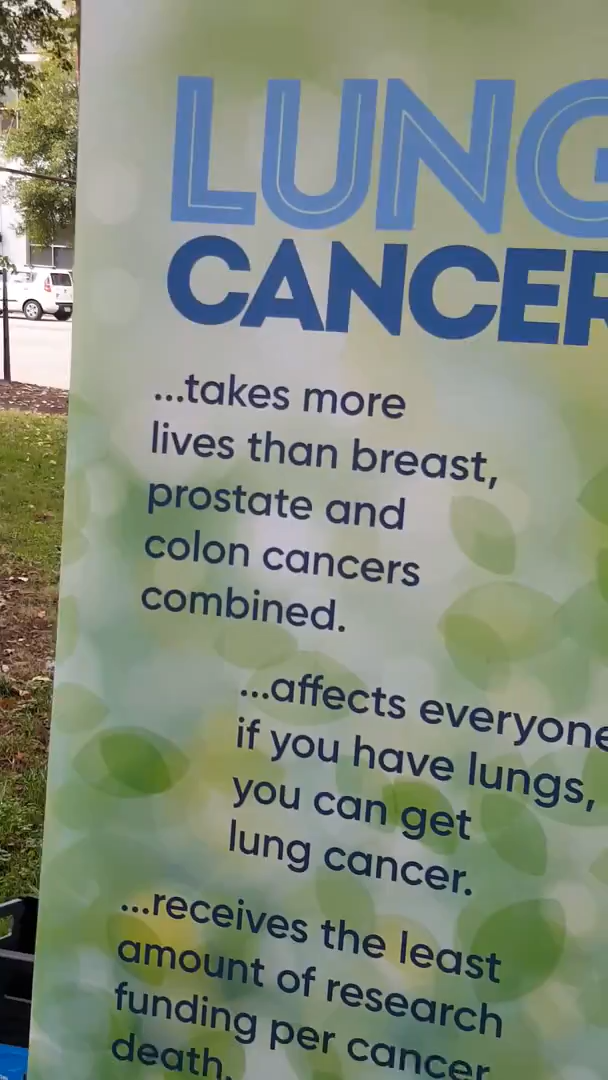 LUNG
CANCER
...takes more
lives than breast,
prostate and
colon cancers
combined.
...affects everyone
if you have lungs,
you can get
lung cancer.
...receives the least
amount of research
funding per cancer
death.